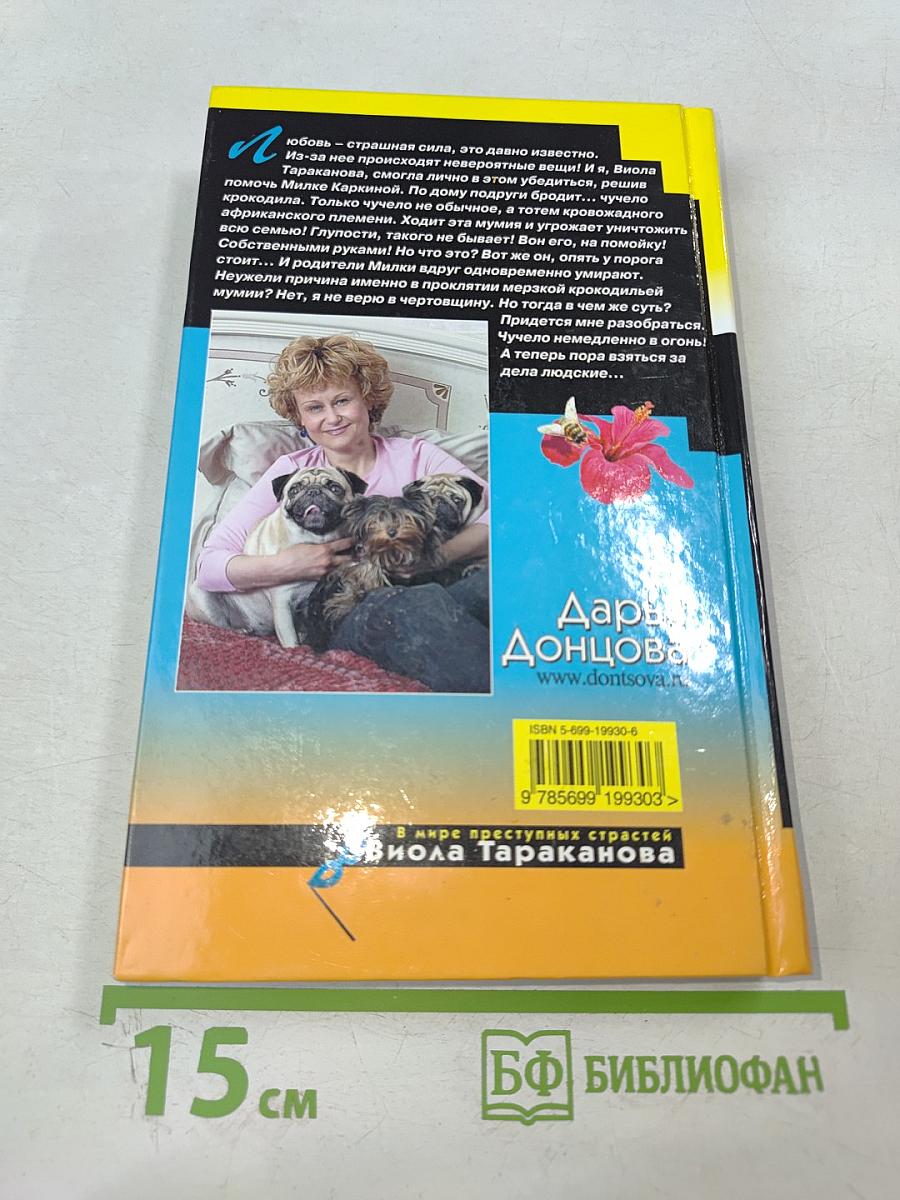 Любовь – страшная сила, это давно известно.
Из-за нее происходят невероятные вещи! И я, Виола
Тараканова, смогла лично в этом убедиться, решив
помочь Милке Каркиной. По дому подруги бродит... чучело
крокодила. Только чучело не обычное, а тотем кровожадного
африканского племени. Ходит эта мумия и угрожает уничтожить
всю семью! Глупости, такого не бывает! Вон его, на помойку!
Собственными руками! Но что это? Вот же он, опять у порога
стоит... И родители Милки вдруг одновременно умирают.
Неужели причина именно в проклятии мерзкой крокодильей
мумии? Нет, я не верю в чертовщину. Но тогда в чем же суть?
Придется мне разобраться.
Чучело немедленно в огонь!
А теперь пора взяться за
дела людские...
Дарья
Донцова
www.dontsova.ru
ISBN 5-699-19930-6
9 785699 199303 >
В мире преступных страстей
Виола Тараканова
15 см
БФ БИБЛИОФАН